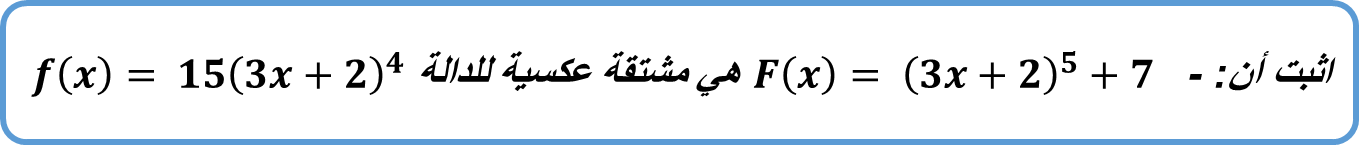 اثبت أن: - F(x) = (3x + 2)⁵ + 7 هي مشتقة عكسية للدالة f(x) = 15(3x + 2)⁴